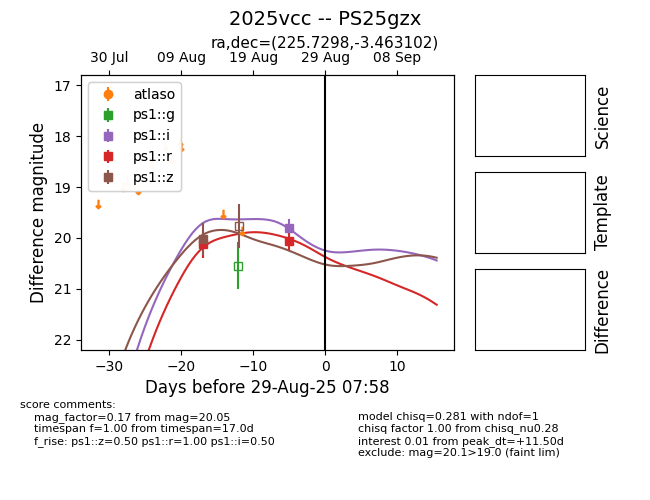 2025vcc -- PS25gzx
ra,dec=(225.7298,-3.463102)
30 Jul 09 Aug 19 Aug 29 Aug 08 Sep
17
18
19
20
21
22
Difference magnitude
atlaso
ps1::g
ps1::i
ps1::r
ps1::z
−30 −20 −10 0 10
Days before 29-Aug-25 07:58
Science
Template
Difference
score comments:
mag_factor=0.17 from mag=20.05
timespan f=1.00 from timespan=17.0d
f_rise: ps1::z=0.50 ps1::r=1.00 ps1::i=0.50
model chisq=0.281 with ndof=1
chisq factor 1.00 from chisq_nu0.28
interest 0.01 from peak_dt=+11.50d
exclude: mag=20.1>19.0 (faint lim)